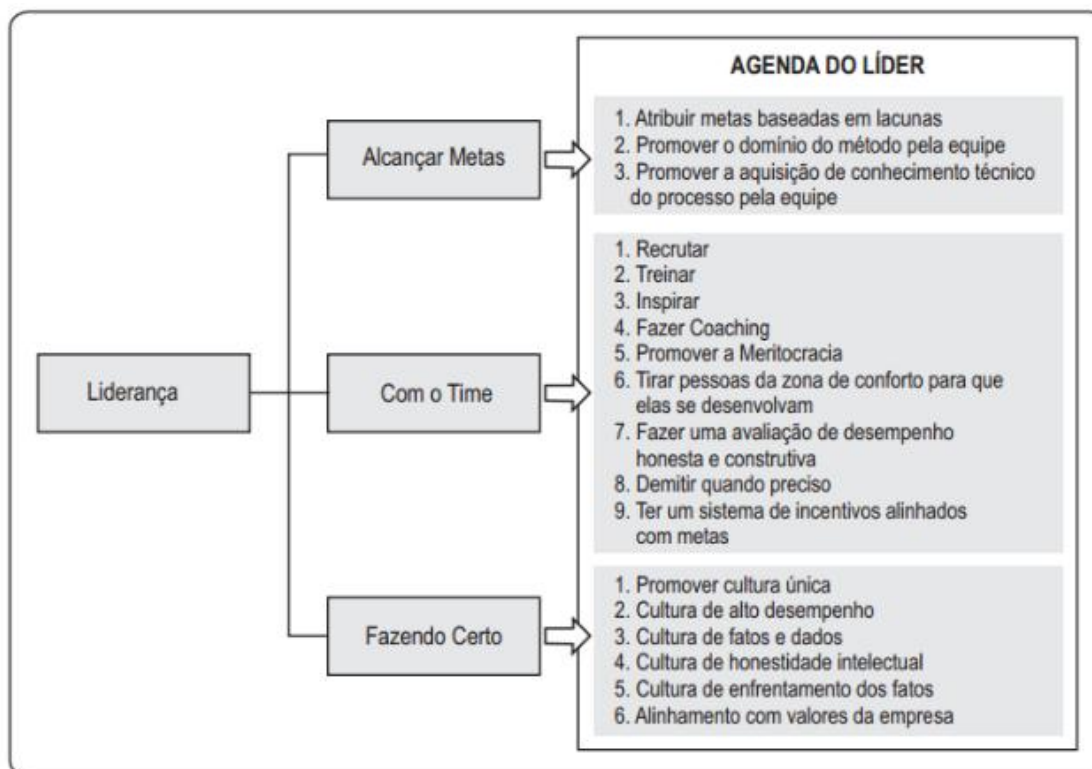 AGENDA DO LÍDER
Liderança
Alcançar Metas
1. Atribuir metas baseadas em lacunas
2. Promover o domínio do método pela equipe
3. Promover a aquisição de conhecimento técnico
do processo pela equipe
Com o Time
1. Recrutar
2. Treinar
3. Inspirar
4. Fazer Coaching
5. Promover a Meritocracia
6. Tirar pessoas da zona de conforto para que
elas se desenvolvam
7. Fazer uma avaliação de desempenho
honesta e construtiva
8. Demitir quando preciso
9. Ter um sistema de incentivos alinhados
com metas
Fazendo Certo
1. Promover cultura única
2. Cultura de alto desempenho
3. Cultura de fatos e dados
4. Cultura de honestidade intelectual
5. Cultura de enfrentamento dos fatos
6. Alinhamento com valores da empresa